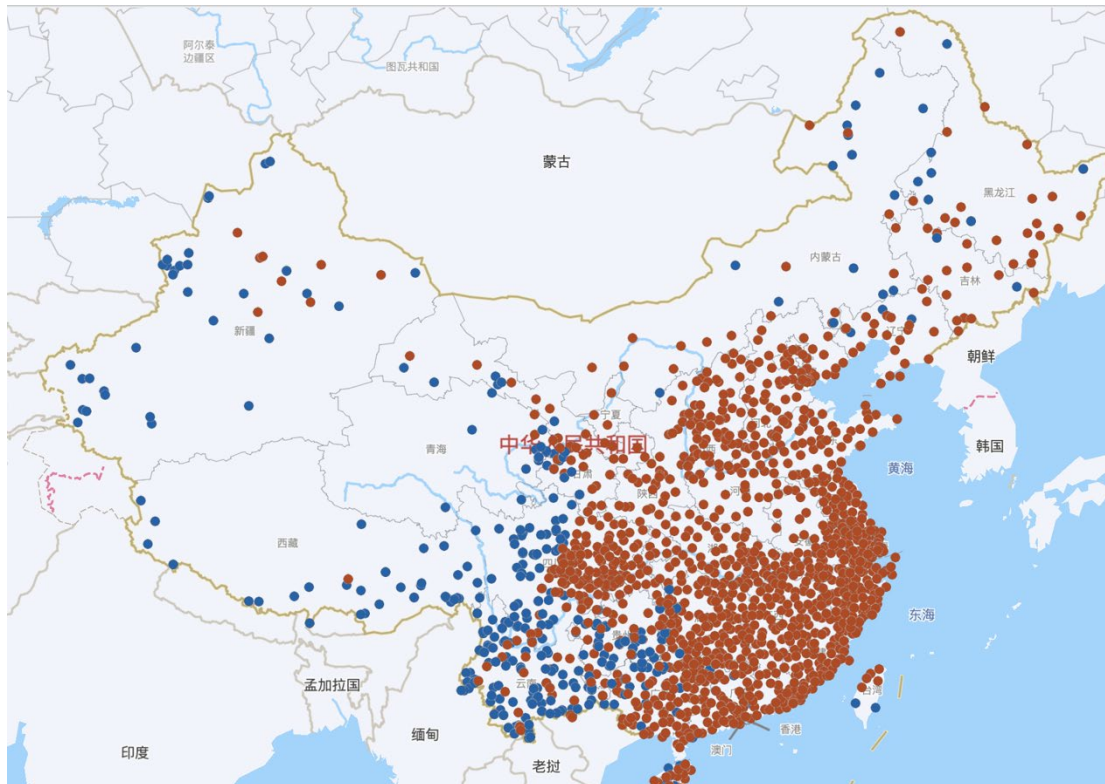 阿尔泰
边疆区
图瓦共和国
蒙古
黑龙江
内蒙古
吉林
新疆
辽宁
朝鲜
宁夏
中华人民共和国
青海
甘肃
韩国
黄海
陕西
西藏
东海
云南
台湾
孟加拉国
缅甸
香港
澳门
印度
老挝